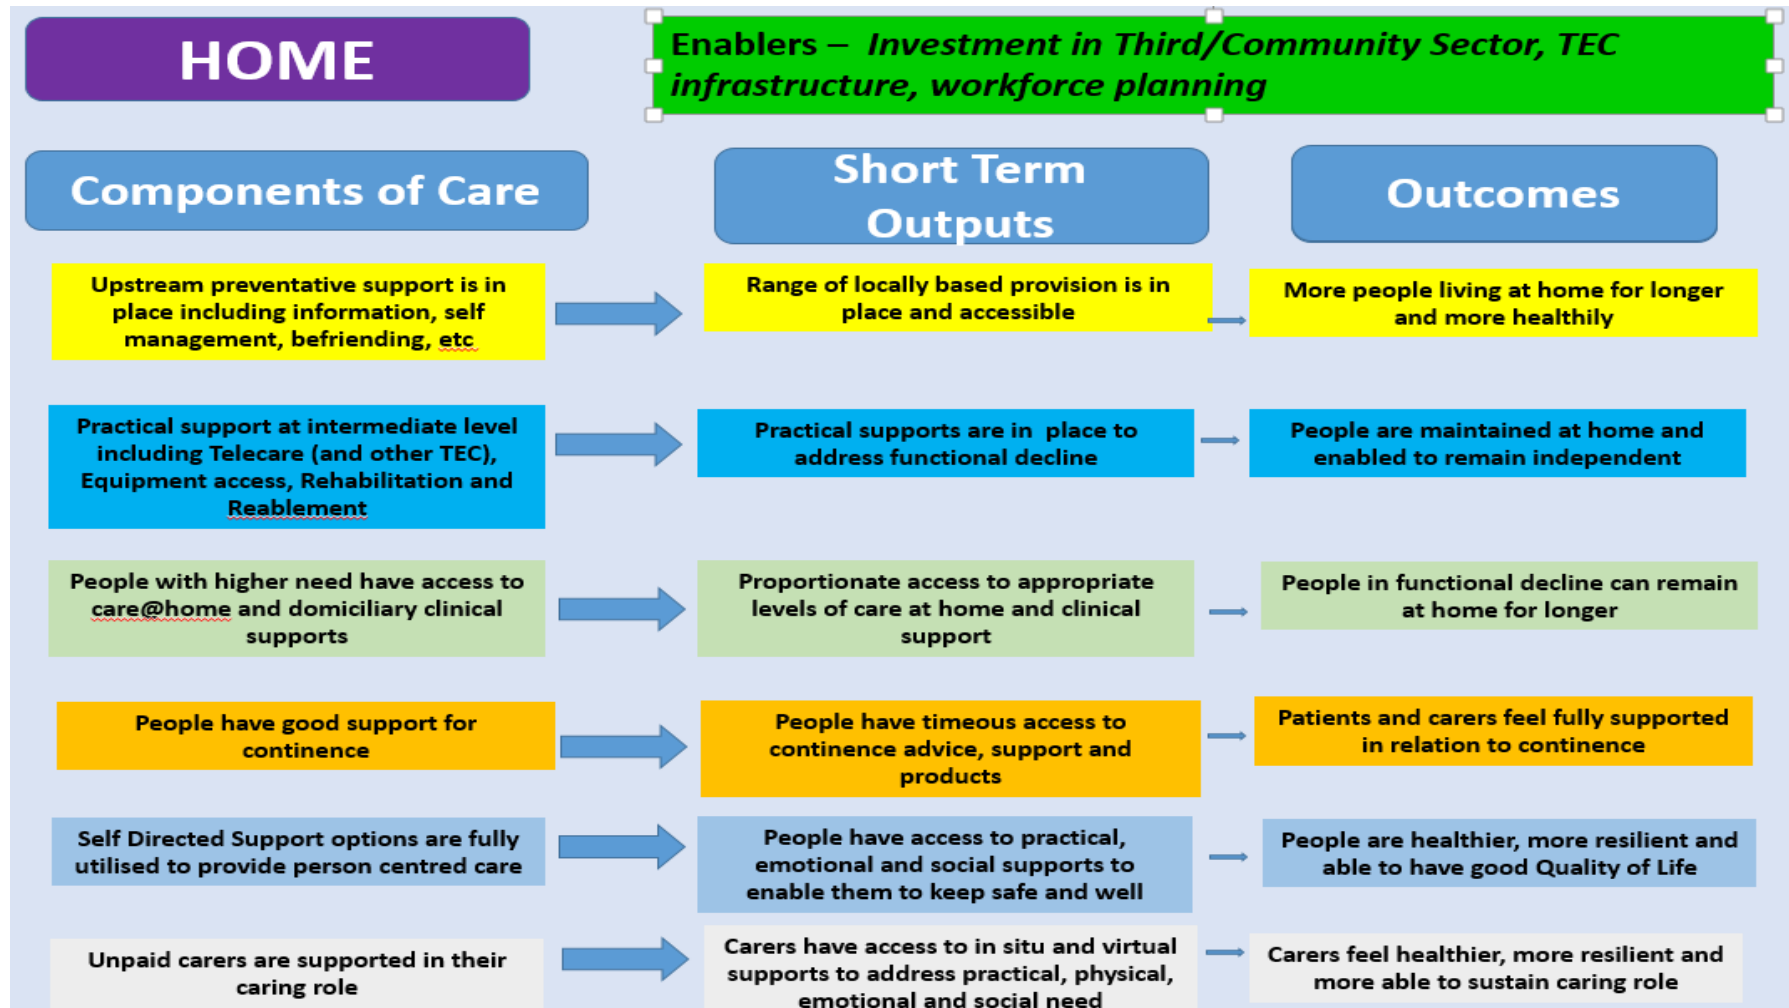 HOME
Enablers – Investment in Third/Community Sector, TEC
infrastructure, workforce planning
Components of Care
Short Term
Outputs
Outcomes
Upstream preventative support is in
place including information, self
management, befriending, etc
Range of locally based provision is in
place and accessible
More people living at home for longer
and more healthily
Practical support at intermediate level
including Telecare (and other TEC),
Equipment access, Rehabilitation and
Reablement
Practical supports are in place to
address functional decline
People are maintained at home and
enabled to remain independent
People with higher need have access to
care@home and domiciliary clinical
supports
Proportionate access to appropriate
levels of care at home and clinical
support
People in functional decline can remain
at home for longer
People have good support for
continence
People have timeous access to
continence advice, support and
products
Patients and carers feel fully supported
in relation to continence
Self Directed Support options are fully
utilised to provide person centred care
People have access to practical,
emotional and social supports to
enable them to keep safe and well
People are healthier, more resilient and
able to have good Quality of Life
Unpaid carers are supported in their
caring role
Carers have access to in situ and virtual
supports to address practical, physical,
emotional and social need
Carers feel healthier, more resilient and
more able to sustain caring role